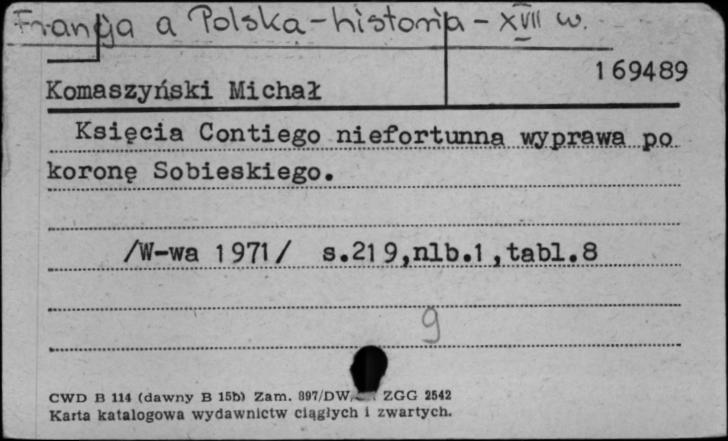 Francja a Polska - historia - XVII w.
169489
Komaszyński Michał
Księcia Contiego niefortunna wyprawa po
koronę Sobieskiego.
/W-wa 1971/ s.219,nlb.1,tabl.8
9
CWD B 114 (dawny B 15b) Zam. 897/DW ZGG 2542
Karta katalogowa wydawnictw ciągłych i zwartych.